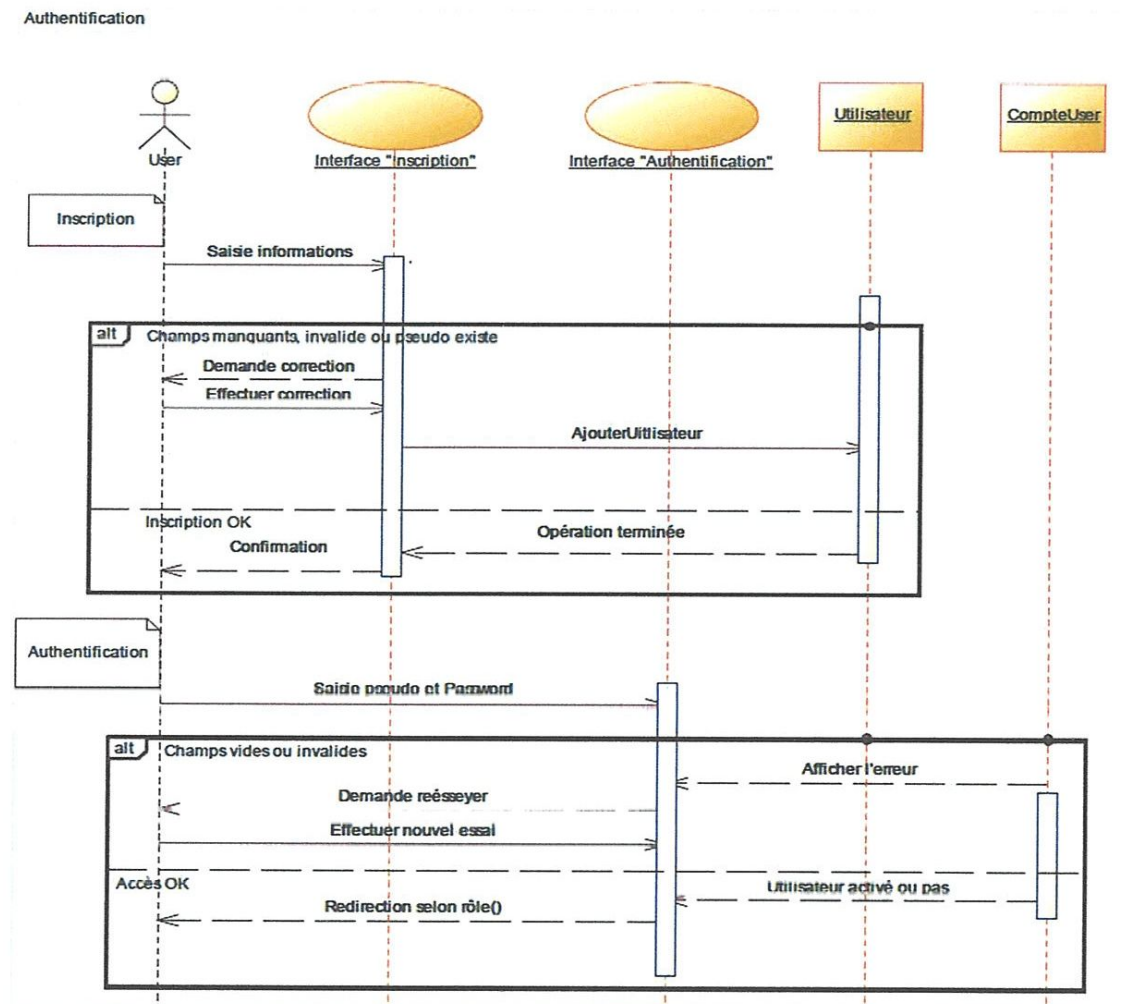 Authentification
User
Interface "Inscription"
Interface "Authentification"
Utilisateur
CompteUser
Inscription
Saisie informations
alt
Champs manquants, invalide ou pseudo existe
Demande correction
Effectuer correction
AjouterUitlisateur
Inscription OK
Opération terminée
Confirmation
Authentification
Saisie pseudo et Password
alt
Champs vides ou invalides
Afficher l'erreur
Demande reésseyer
Effectuer nouvel essai
Accès OK
Utilisateur activé ou pas
Redirection selon rôle()